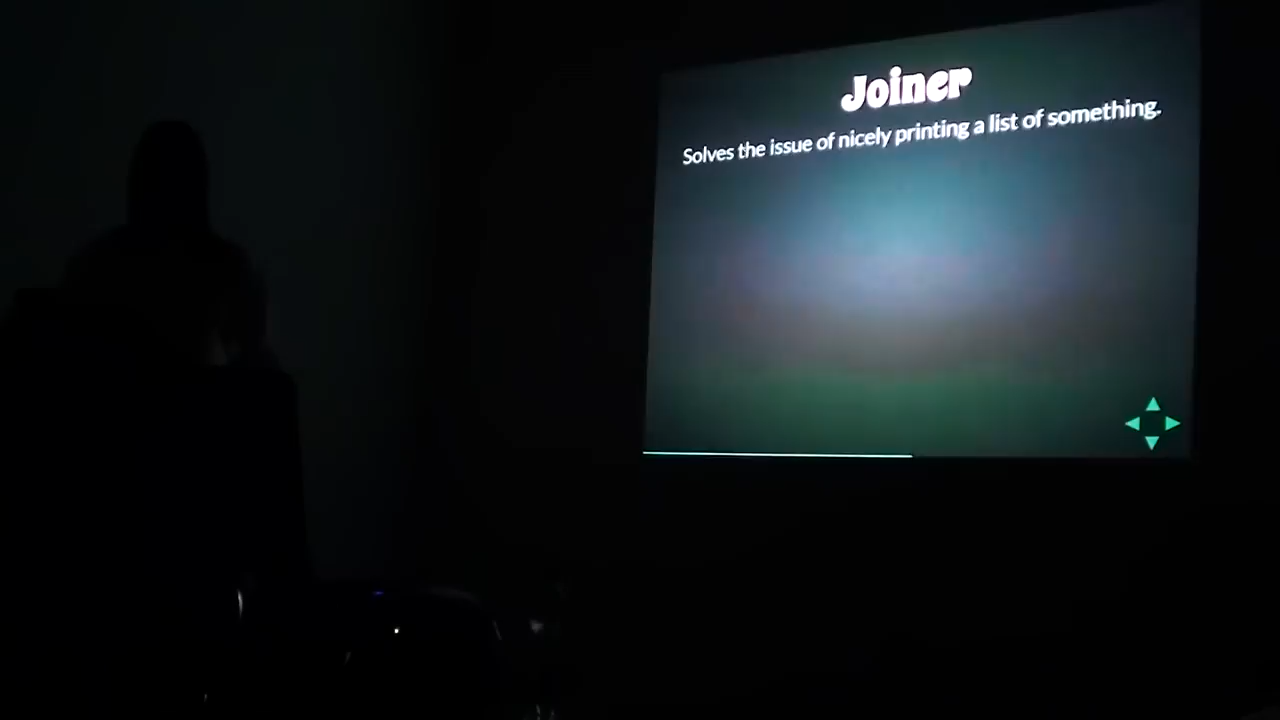 Joiner
Solves the issue of nicely printing a list of something.